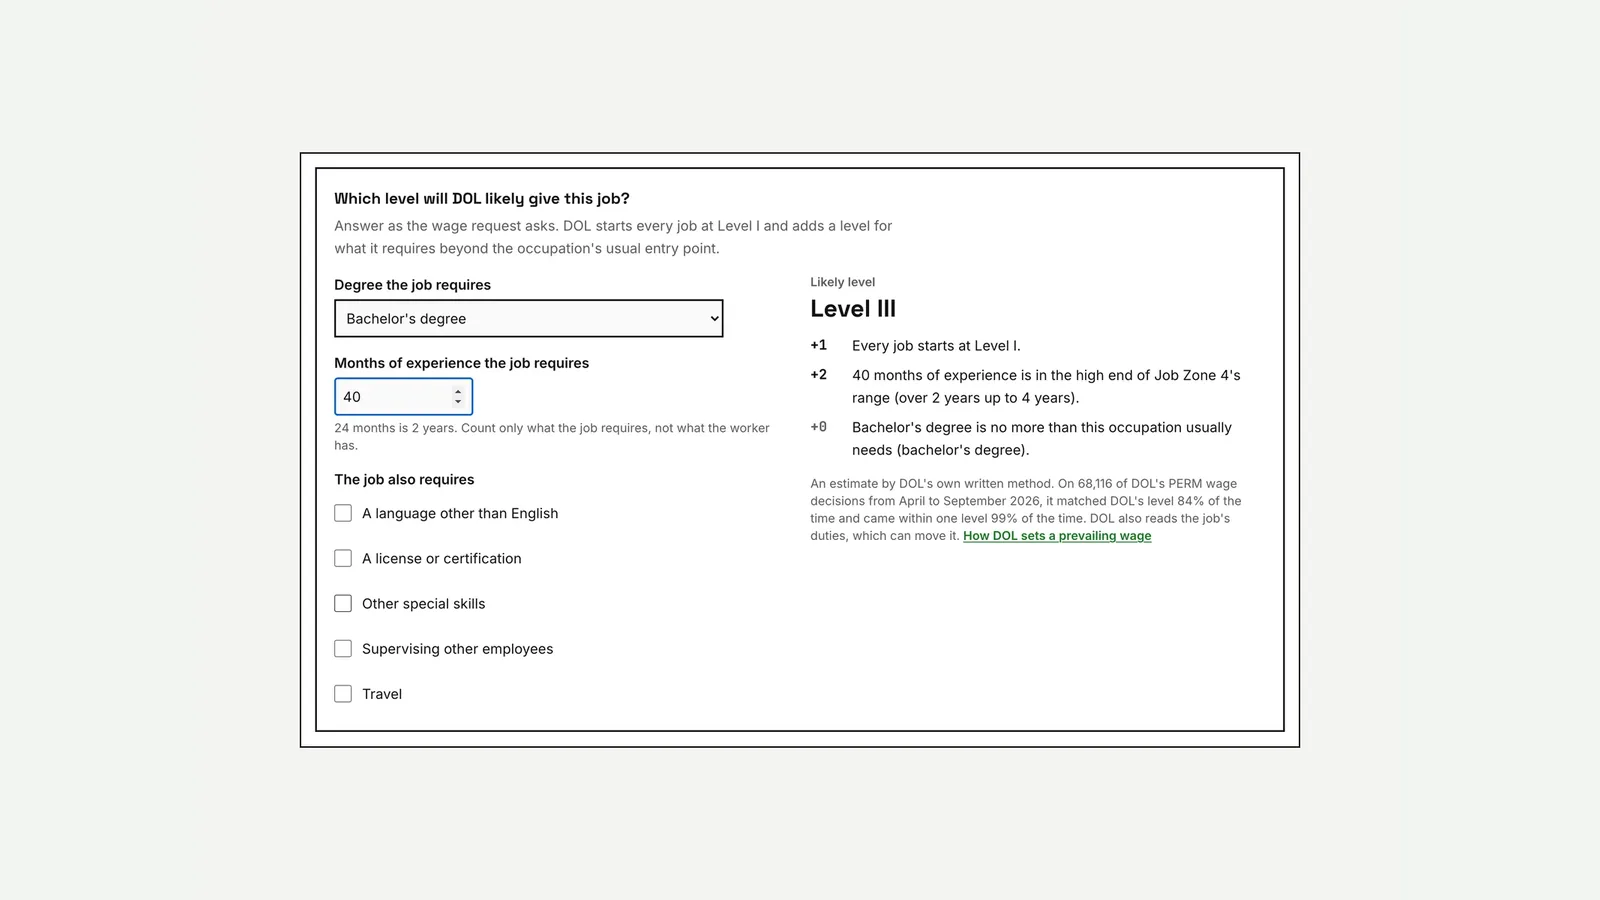 Which level will DOL likely give this job?
Answer as the wage request asks. DOL starts every job at Level I and adds a level for
what it requires beyond the occupation's usual entry point.
Degree the job requires
Bachelor's degree
Months of experience the job requires
40
24 months is 2 years. Count only what the job requires, not what the worker
has.
The job also requires
A language other than English
A license or certification
Other special skills
Supervising other employees
Travel
Likely level
Level III
+1 Every job starts at Level I.
+2 40 months of experience is in the high end of Job Zone 4's
range (over 2 years up to 4 years).
+0 Bachelor's degree is no more than this occupation usually
needs (bachelor's degree).
An estimate by DOL's own written method. On 68,116 of DOL's PERM wage
decisions from April to September 2026, it matched DOL's level 84% of the
time and came within one level 99% of the time. DOL also reads the job's
duties, which can move it. How DOL sets a prevailing wage